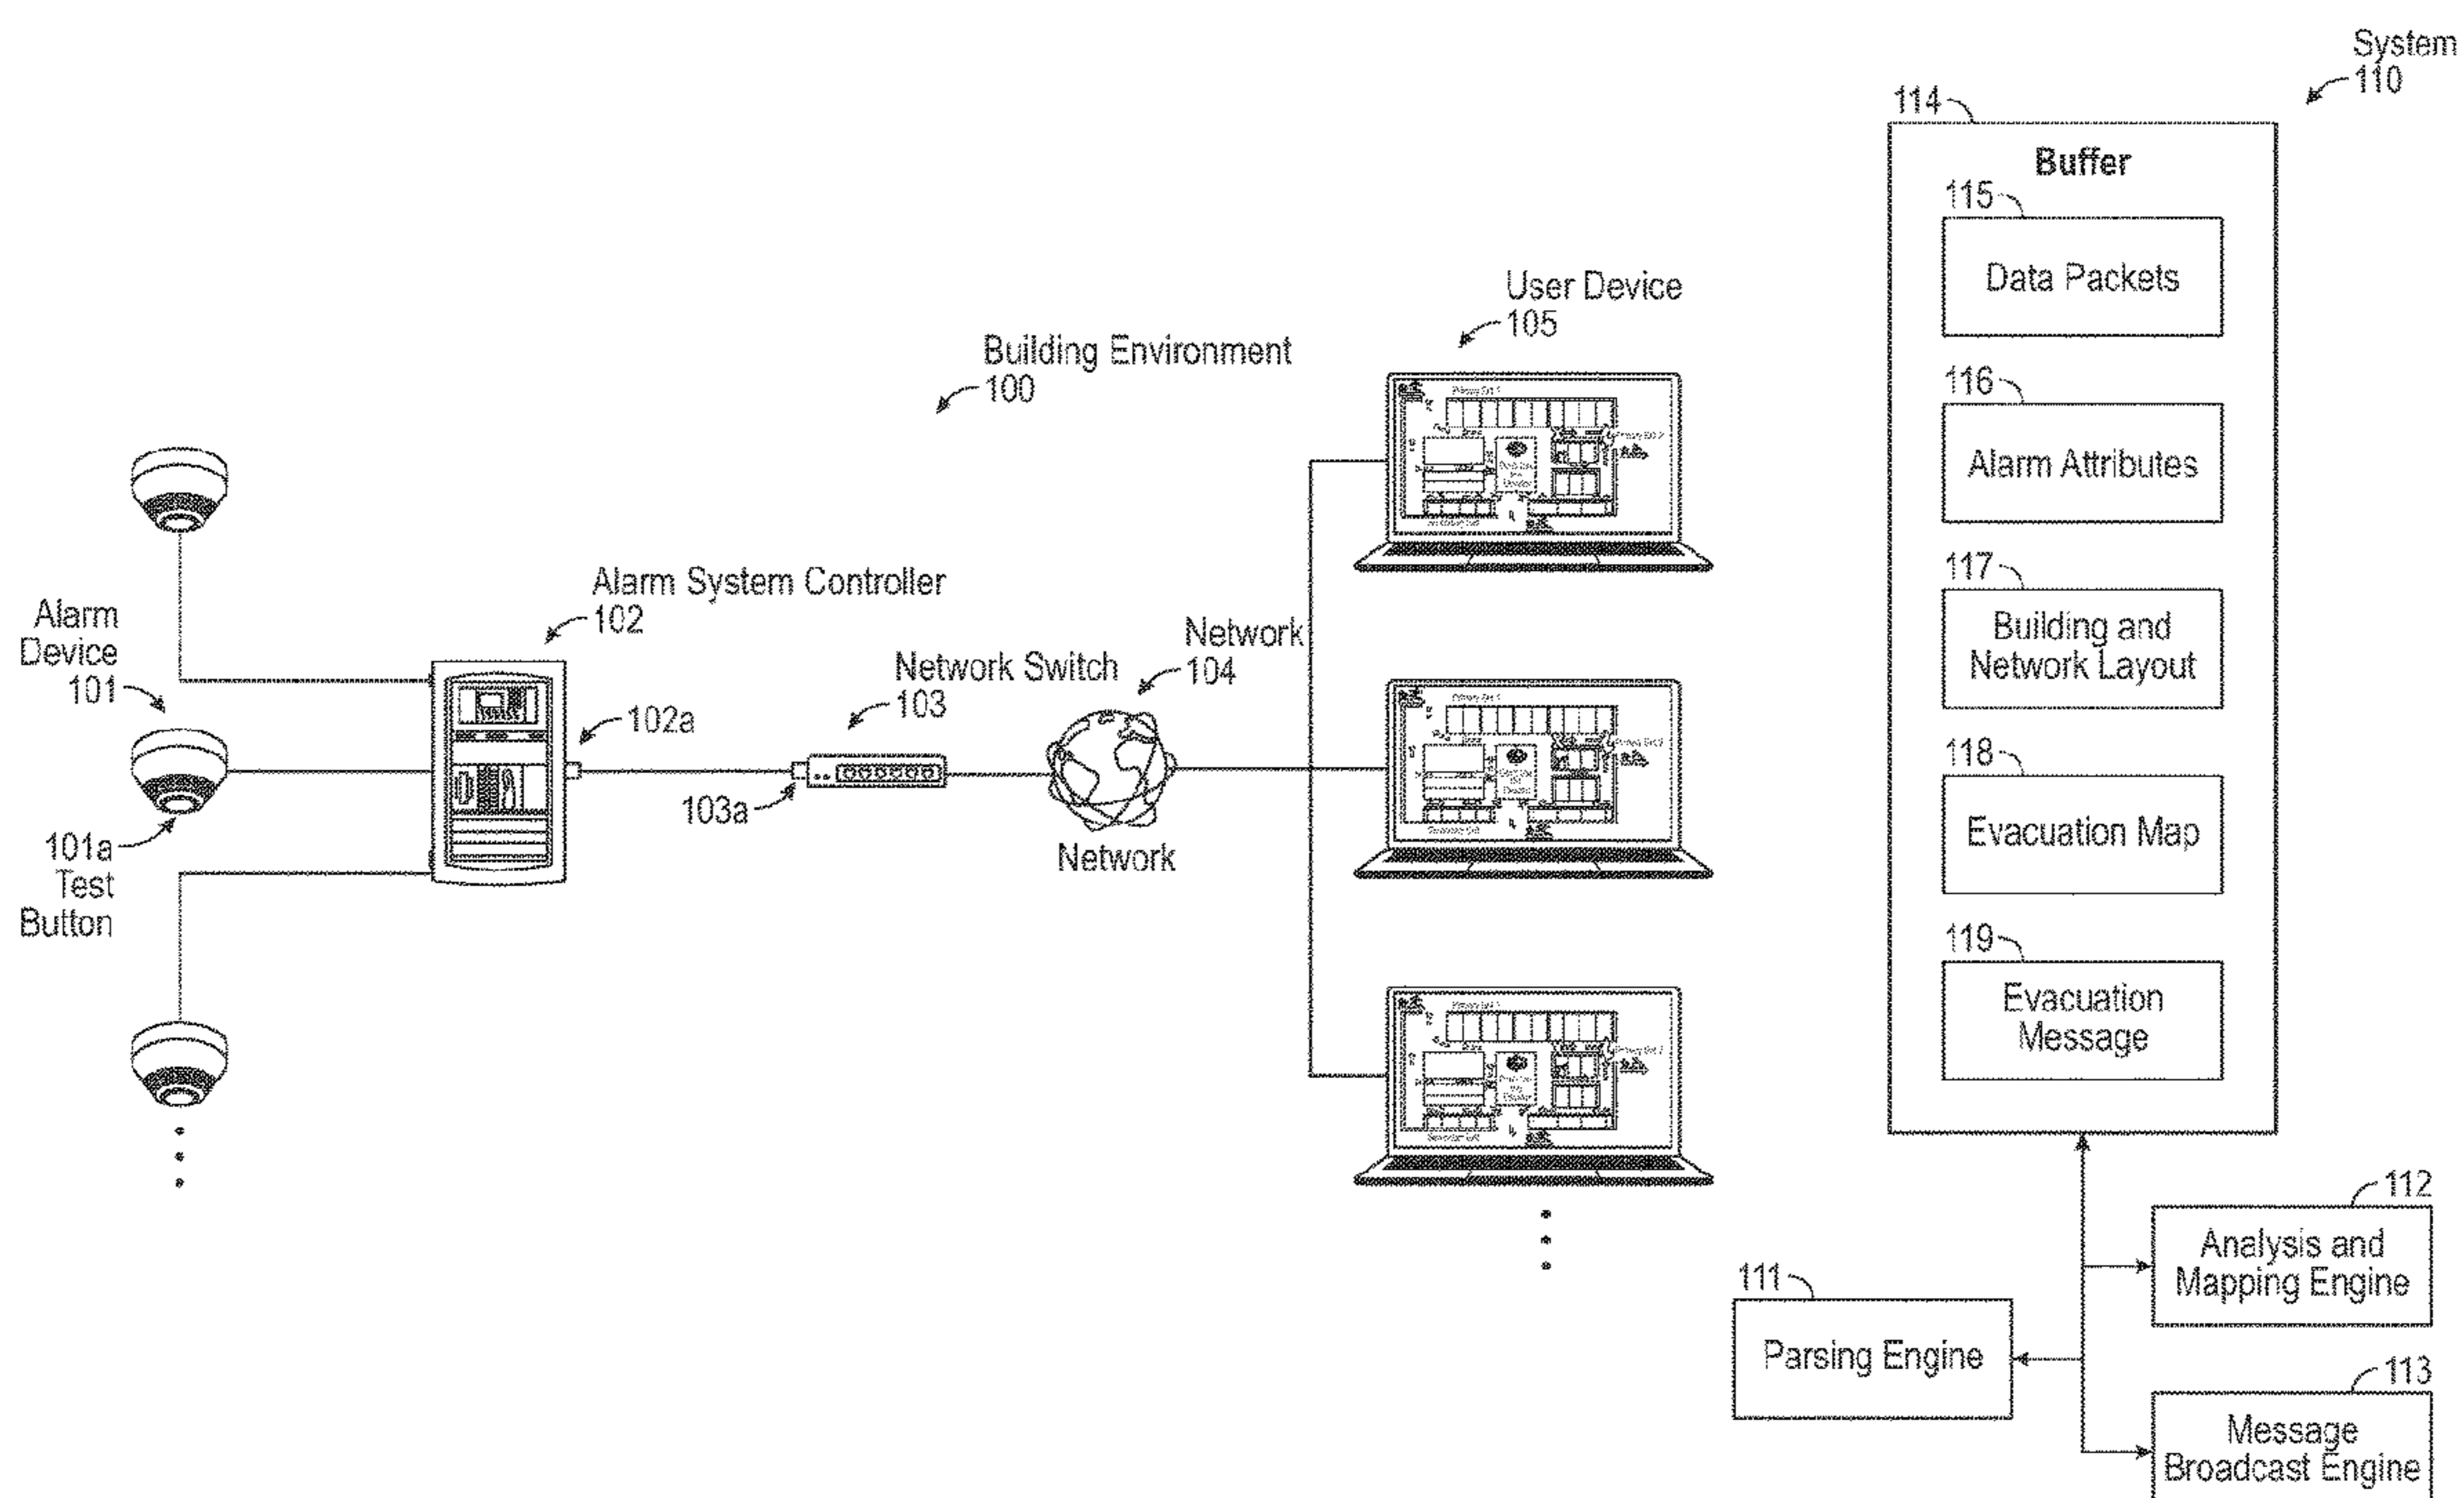 System
110
114
Buffer
115
Data Packets
116
Alarm Attributes
117
Building and
Network Layout
118
Evacuation Map
119
Evacuation
Message
User Device
105
Building Environment
100
Alarm System Controller
102
Alarm
Device
101
102a
Network Switch
103
Network
104
103a
Network
101a
Test
Button
112
Analysis and
Mapping Engine
111
Parsing Engine
113
Message
Broadcast Engine